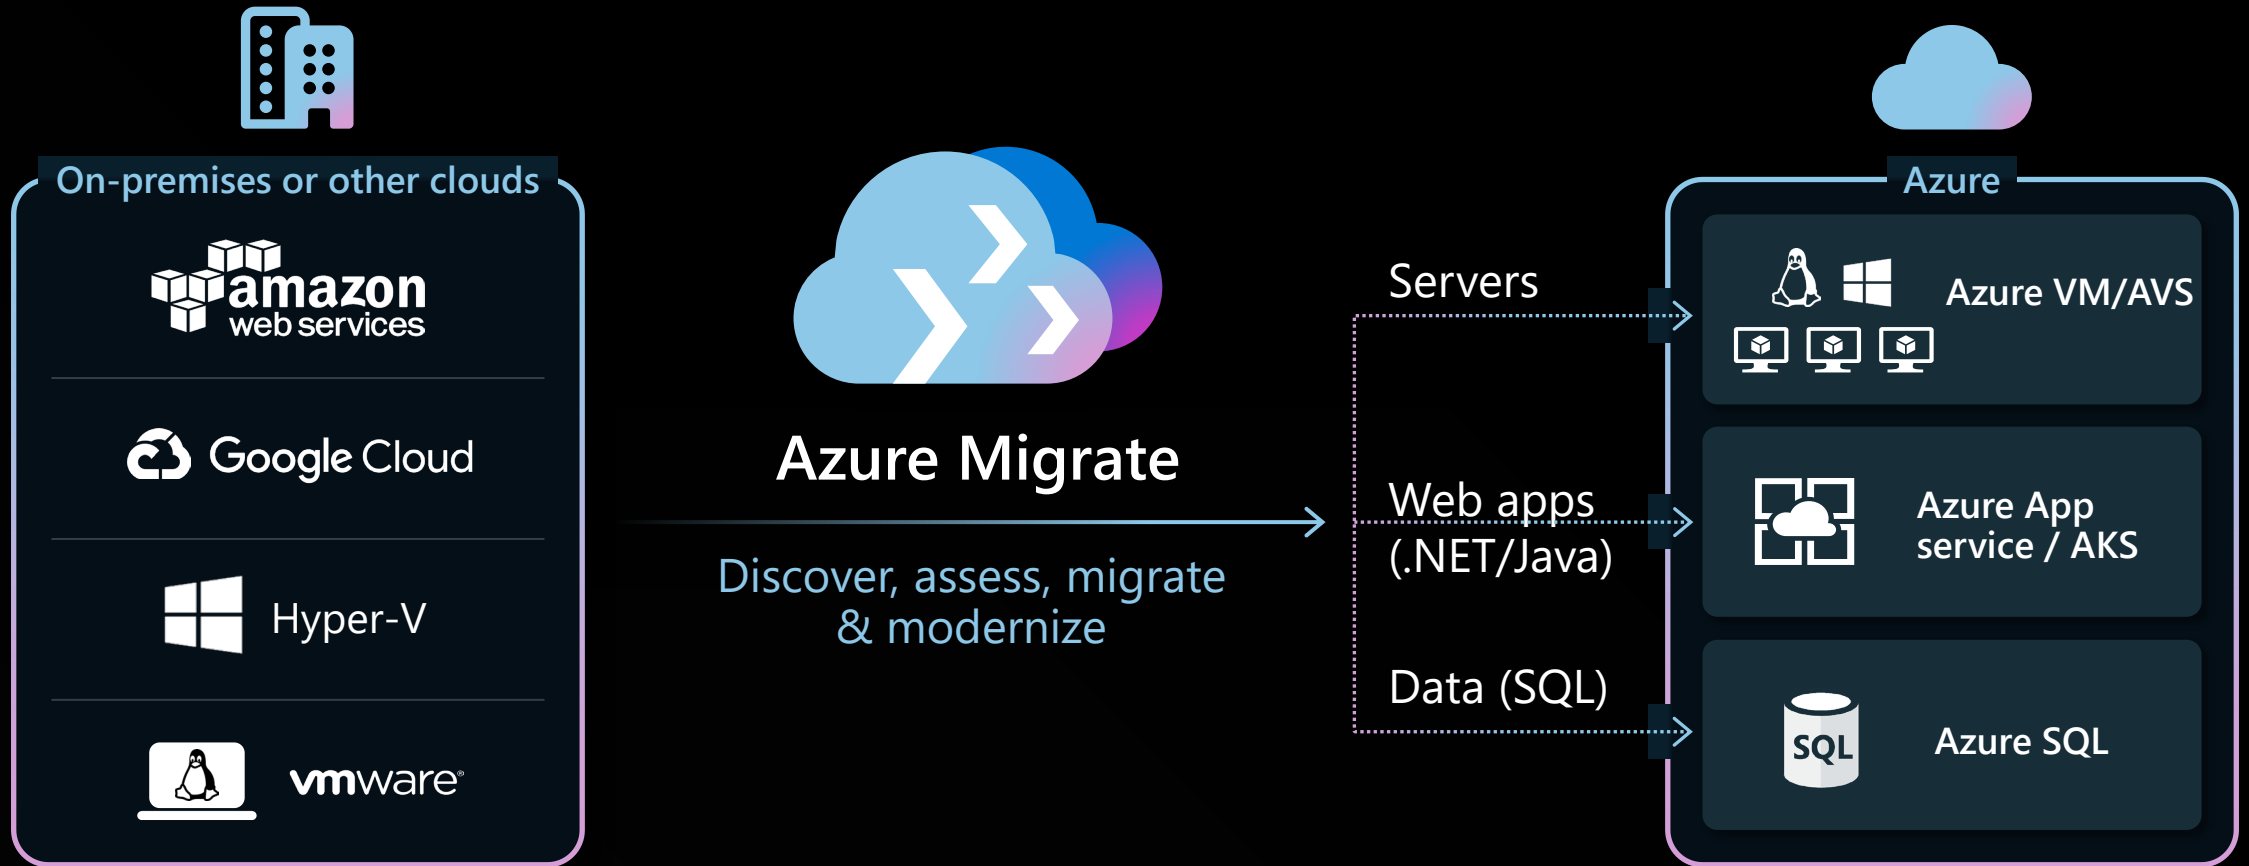 On-premises or other clouds
amazon
web services
Google Cloud
Hyper-V
vmware®
Azure Migrate
Discover, assess, migrate
& modernize
Servers
Web apps
(.NET/Java)
Data (SQL)
Azure
Azure VM/AVS
Azure App
service / AKS
SQL
Azure SQL